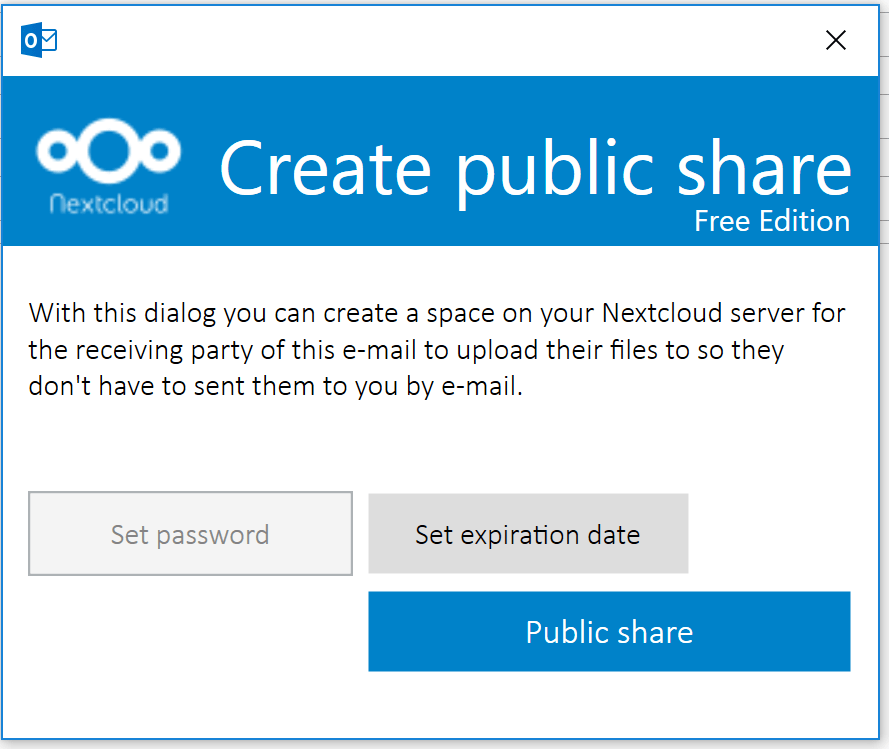 Nextcloud
Create public share
Free Edition
With this dialog you can create a space on your Nextcloud server for
the receiving party of this e-mail to upload their files to so they
don't have to sent them to you by e-mail.
Set password
Set expiration date
Public share